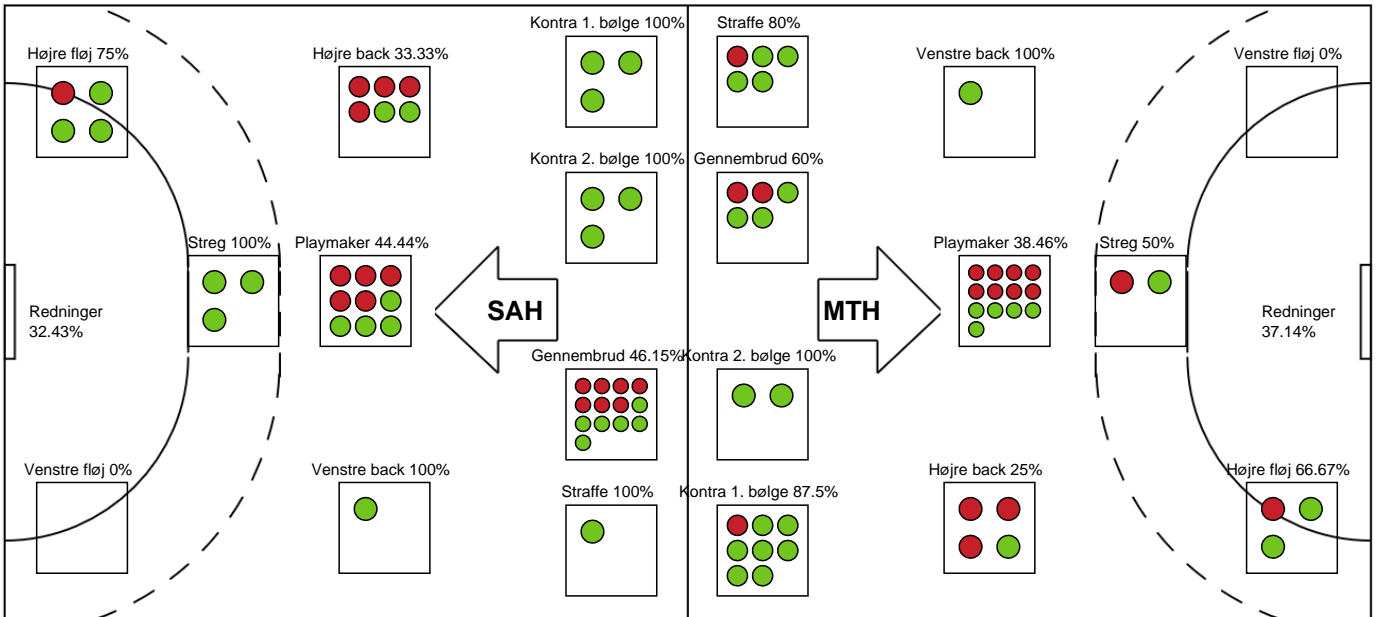 Kontra 1. bølge 100%
Straffe 80%
Højre fløj 75%
Højre back 33.33%
Venstre back 100%
Venstre fløj 0%
Kontra 2. bølge 100%
Gennembrud 60%
Streg 100%
Playmaker 44.44%
Playmaker 38.46%
Streg 50%
Redninger
32.43%
SAH
MTH
Redninger
37.14%
Gennembrud 46.15%
Kontra 2. bølge 100%
Venstre fløj 0%
Venstre back 100%
Straffe 100%
Kontra 1. bølge 87.5%
Højre back 25%
Højre fløj 66.67%